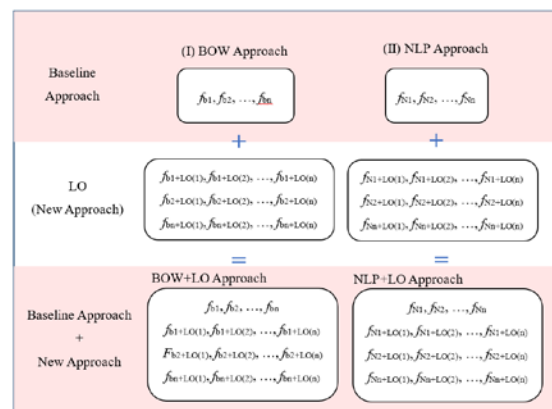 (I) BOW Approach
(II) NLP Approach
Baseline
Approach
fb1, fb2, …, fbn
fN1, fN2, …, fNn
+
+
LO
(New Approach)
fb1+LO(1), fb1+LO(2), …, fb1+LO(n)
fb2+LO(1), fb2+LO(2), …, fb2+LO(n)
fbn+LO(1), fbn+LO(2), …, fbn+LO(n)
fN1+LO(1), fN1+LO(2), …, fN1+LO(n)
fN2+LO(1), fN2+LO(2), …, fN2+LO(n)
fNn+LO(1), fNn+LO(2), …, fNn+LO(n)
=
=
BOW+LO Approach
NLP+LO Approach
Baseline Approach
+
New Approach
fb1, fb2, …, fbn
fb1+LO(1), fb1+LO(2), …, fb1+LO(n)
Fb2+LO(1), fb2+LO(2), …, fb2+LO(n)
fbn+LO(1), fbn+LO(2), …, fbn+LO(n)
fN1, fN2, …, fNn
fN1+LO(1), fN1+LO(2), …, fN1+LO(n)
fN2+LO(1), fN2+LO(2), …, fN2+LO(n)
fNn+LO(1), fNn+LO(2), …, fNn+LO(n)